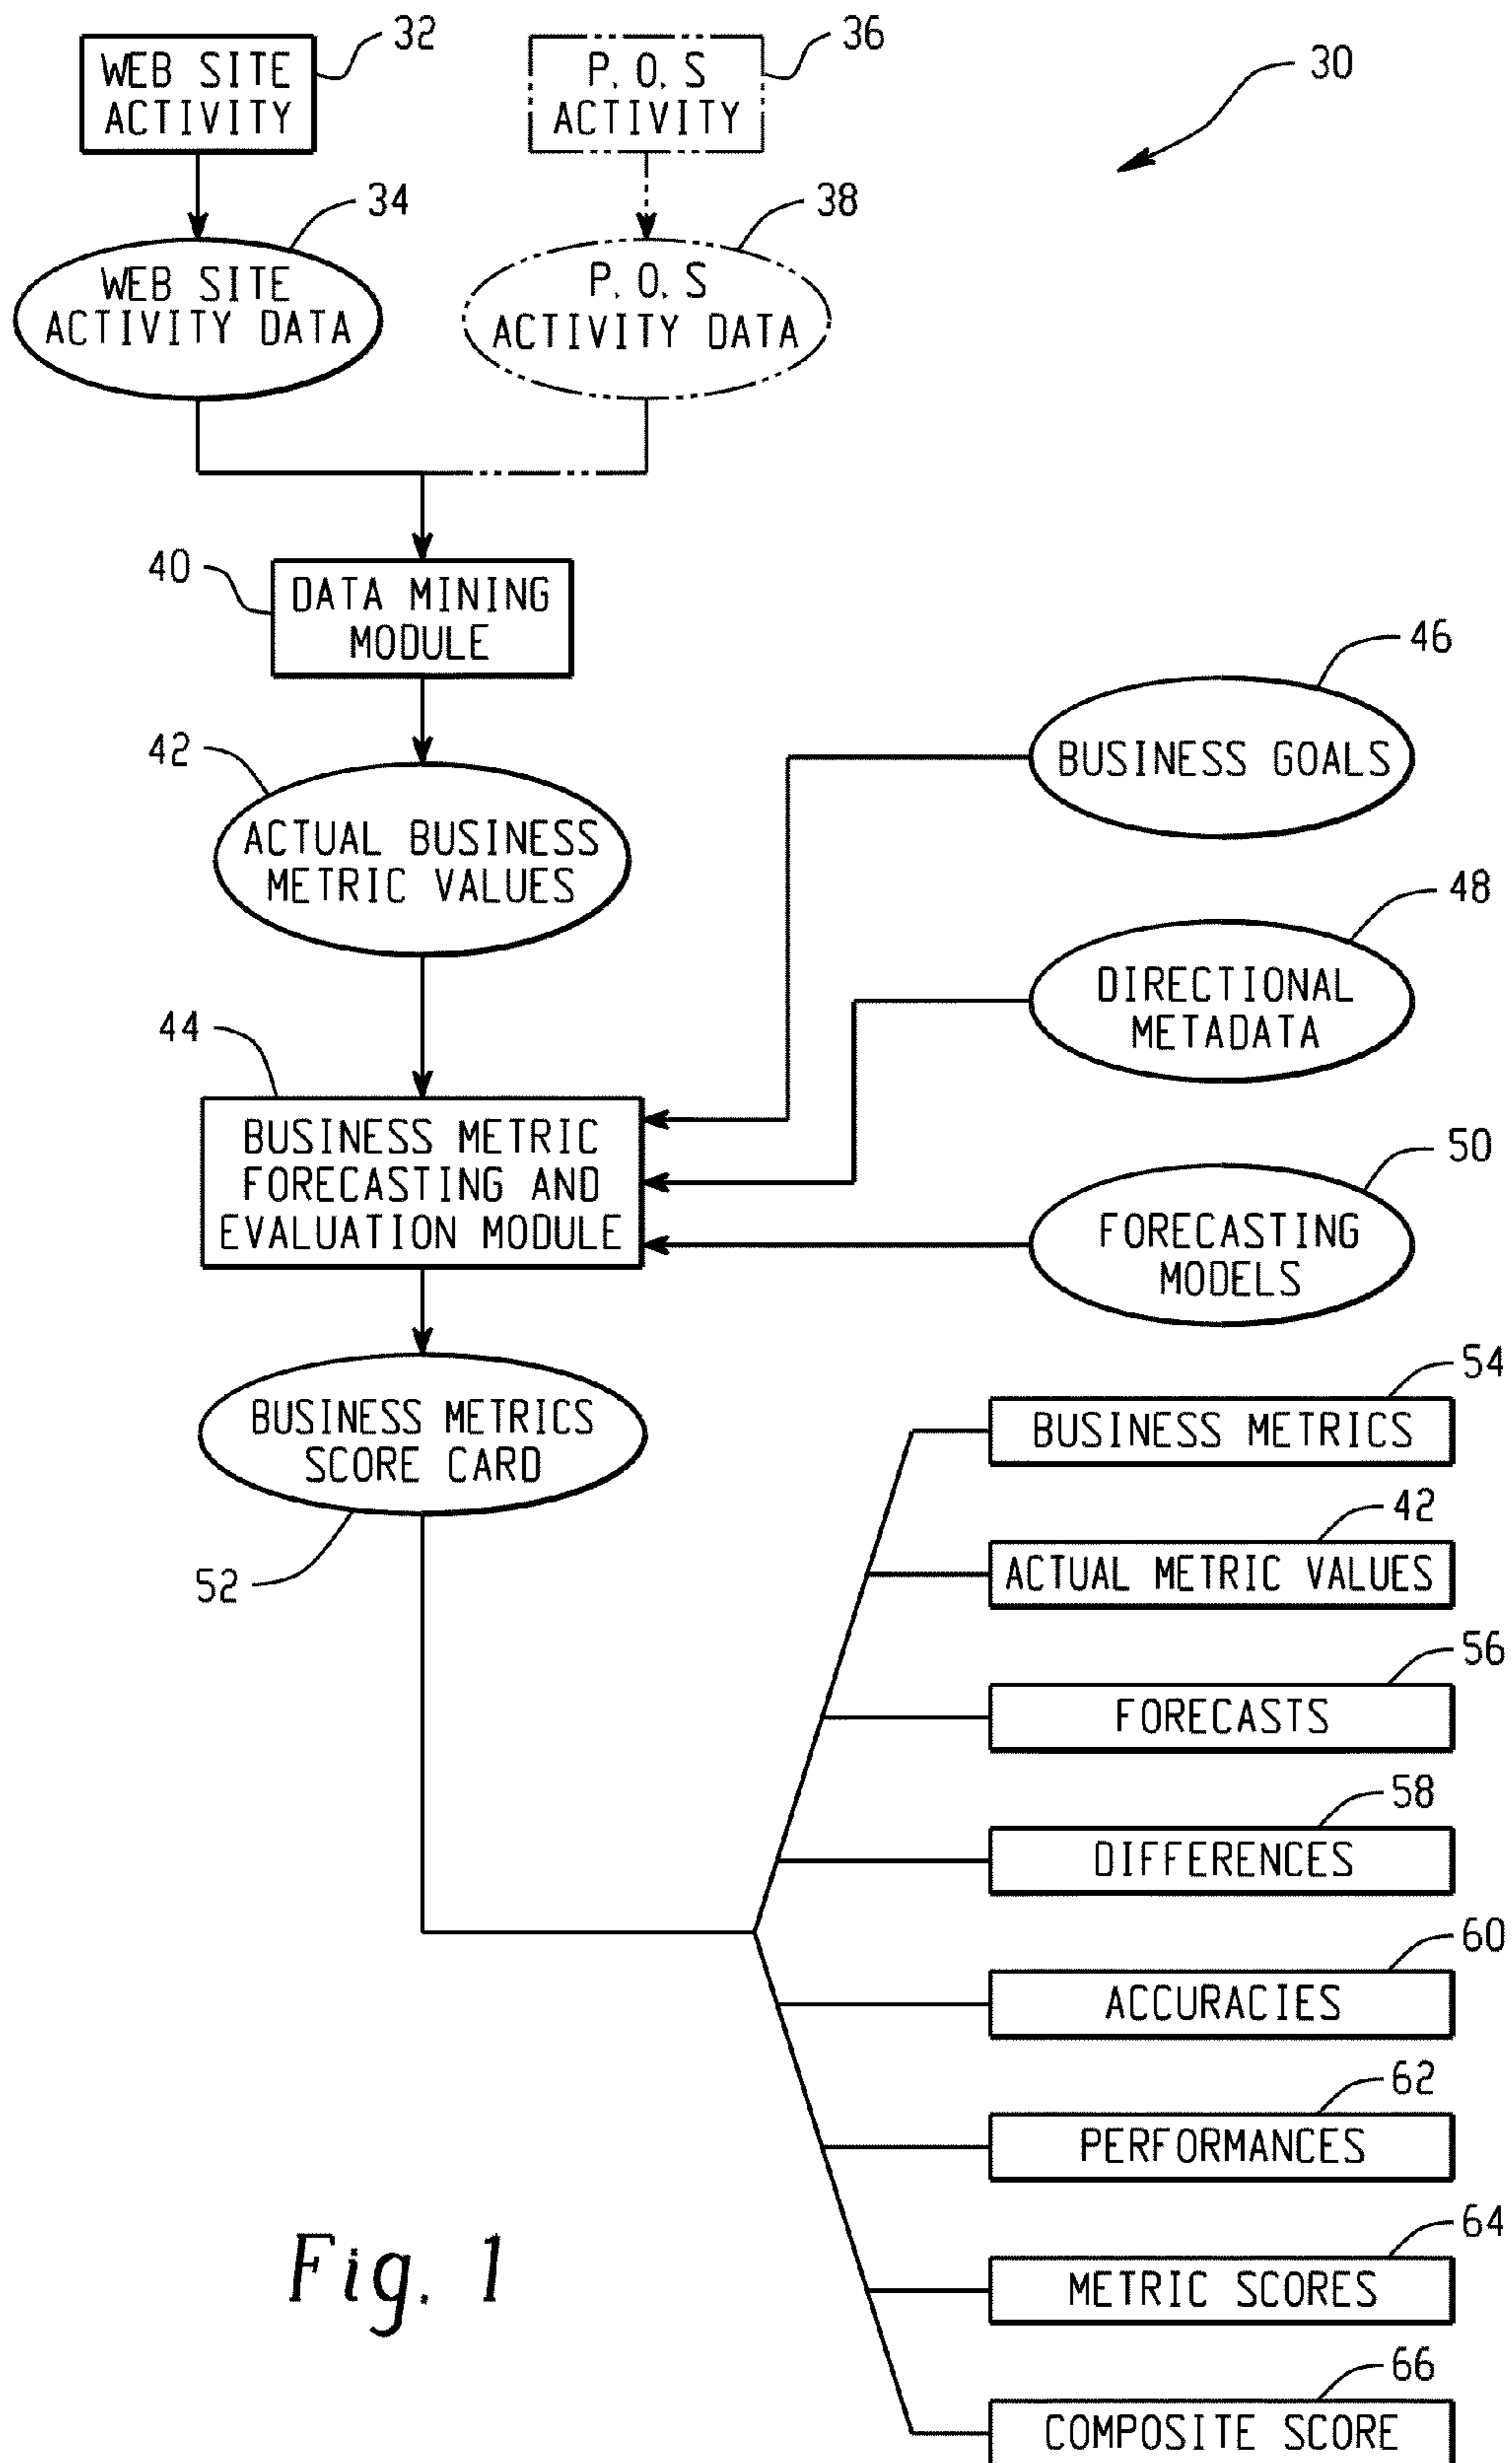 32
WEB SITE
ACTIVITY
36
P.O.S
ACTIVITY
30
34
WEB SITE
ACTIVITY DATA
38
P.O.S
ACTIVITY DATA
40
DATA MINING
MODULE
46
BUSINESS GOALS
42
ACTUAL BUSINESS
METRIC VALUES
48
DIRECTIONAL
METADATA
44
BUSINESS METRIC
FORECASTING AND
EVALUATION MODULE
50
FORECASTING
MODELS
BUSINESS METRICS
SCORE CARD
52
54
BUSINESS METRICS
42
ACTUAL METRIC VALUES
56
FORECASTS
58
DIFFERENCES
60
ACCURACIES
62
PERFORMANCES
64
METRIC SCORES
66
COMPOSITE SCORE
Fig. 1